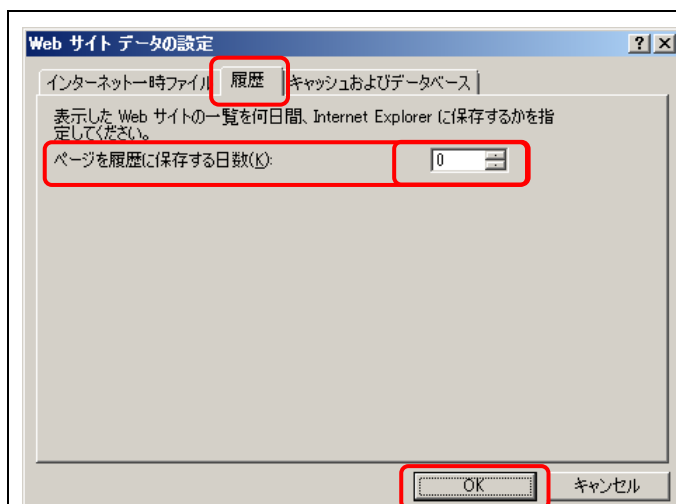 Web サイト データの設定
インターネット一時ファイル 履歴 キャッシュおよびデータベース
表示した Web サイトの一覧を何日間、Internet Explorer に保存するかを指
定してください。
ページを履歴に保存する日数(K): 0
OK キャンセル